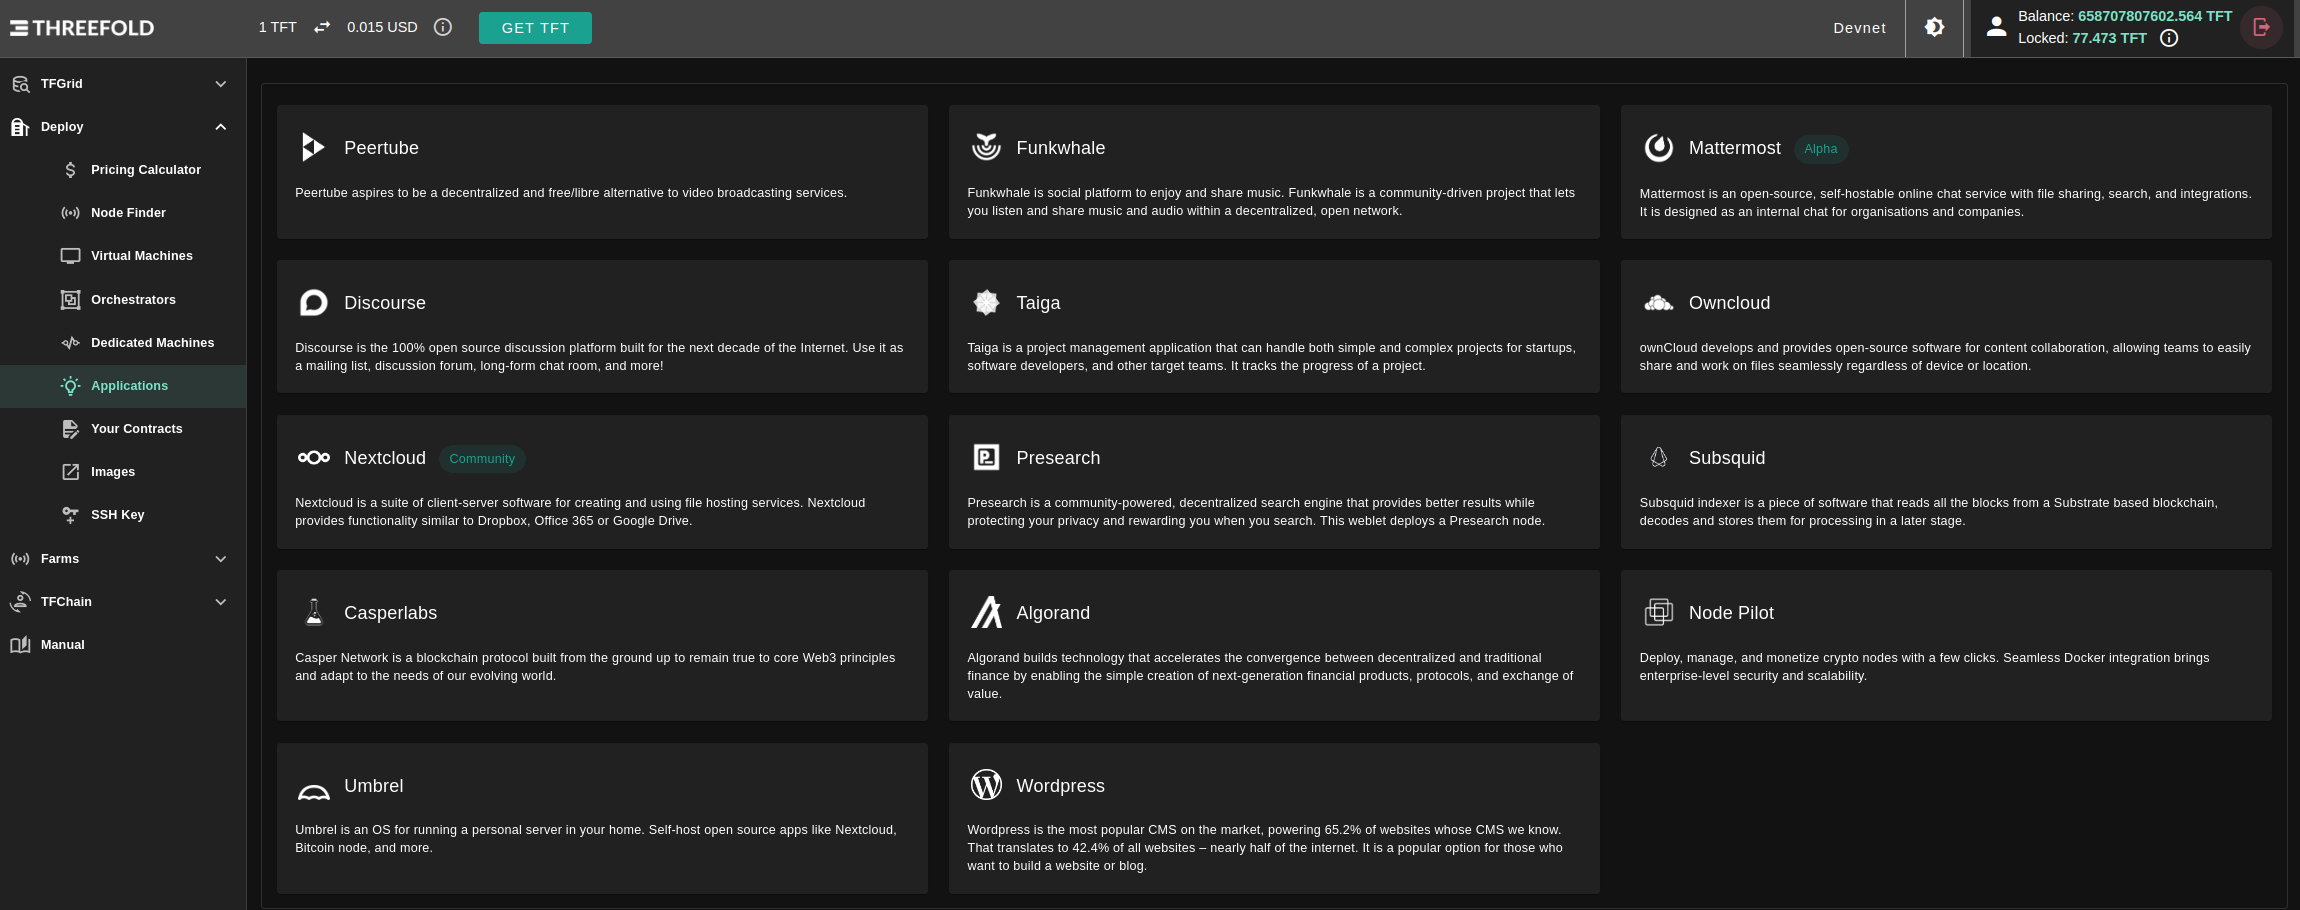 THREEFOLD
1 TFT 0.015 USD
GET TFT
Devnet
Balance: 658707807602.564 TFT
Locked: 77.473 TFT
TFGrid
Deploy
Pricing Calculator
Node Finder
Virtual Machines
Orchestrators
Dedicated Machines
Applications
Your Contracts
Images
SSH Key
Farms
TFChain
Manual
Peertube
Peertube aspires to be a decentralized and free/libre alternative to video broadcasting services.
Funkwhale
Funkwhale is social platform to enjoy and share music. Funkwhale is a community-driven project that lets
you listen and share music and audio within a decentralized, open network.
Mattermost Alpha
Mattermost is an open-source, self-hostable online chat service with file sharing, search, and integrations.
It is designed as an internal chat for organisations and companies.
Discourse
Discourse is the 100% open source discussion platform built for the next decade of the Internet. Use it as
a mailing list, discussion forum, long-form chat room, and more!
Taiga
Taiga is a project management application that can handle both simple and complex projects for startups,
software developers, and other target teams. It tracks the progress of a project.
Owncloud
ownCloud develops and provides open-source software for content collaboration, allowing teams to easily
share and work on files seamlessly regardless of device or location.
Nextcloud Community
Nextcloud is a suite of client-server software for creating and using file hosting services. Nextcloud
provides functionality similar to Dropbox, Office 365 or Google Drive.
Presearch
Presearch is a community-powered, decentralized search engine that provides better results while
protecting your privacy and rewarding you when you search. This weblet deploys a Presearch node.
Subsquid
Subsquid indexer is a piece of software that reads all the blocks from a Substrate based blockchain,
decodes and stores them for processing in a later stage.
Casperlabs
Casper Network is a blockchain protocol built from the ground up to remain true to core Web3 principles
and adapt to the needs of our evolving world.
Algorand
Algorand builds technology that accelerates the convergence between decentralized and traditional
finance by enabling the simple creation of next-generation financial products, protocols, and exchange of
value.
Node Pilot
Deploy, manage, and monetize crypto nodes with a few clicks. Seamless Docker integration brings
enterprise-level security and scalability.
Umbrel
Umbrel is an OS for running a personal server in your home. Self-host open source apps like Nextcloud,
Bitcoin node, and more.
Wordpress
Wordpress is the most popular CMS on the market, powering 65.2% of websites whose CMS we know.
That translates to 42.4% of all websites – nearly half of the internet. It is a popular option for those who
want to build a website or blog.